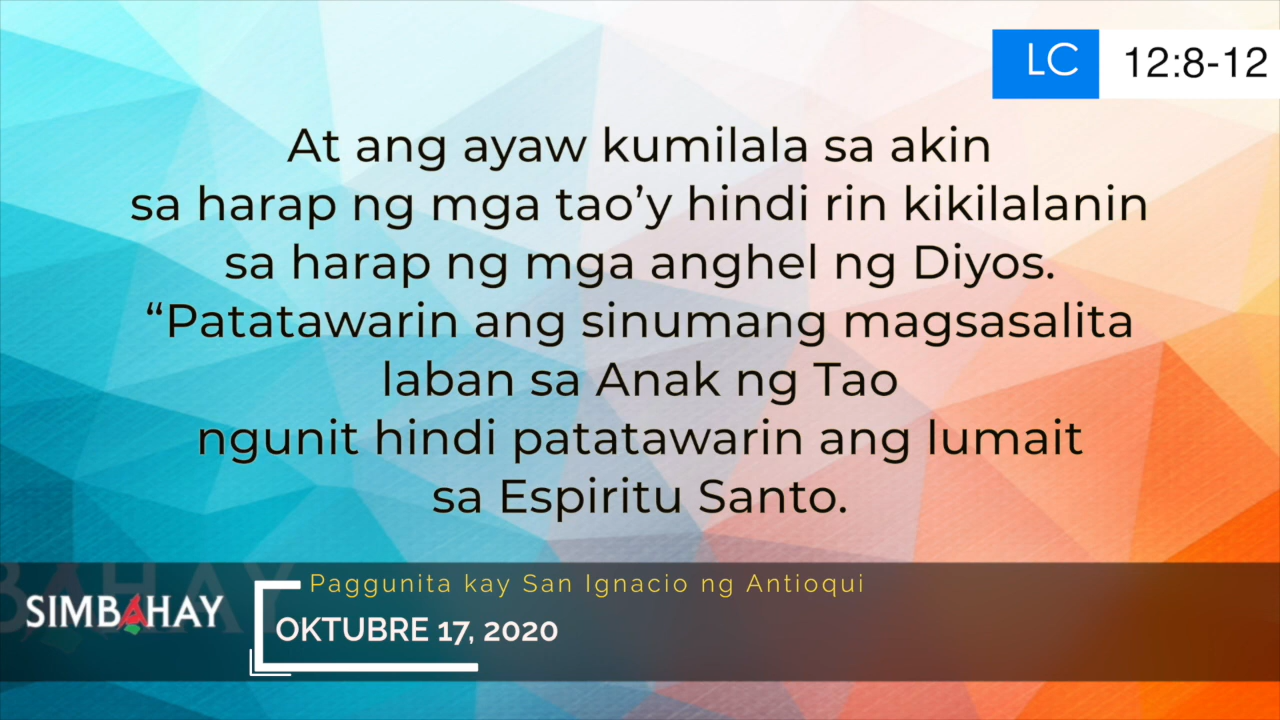 LC 12:8-12
At ang ayaw kumilala sa akin
sa harap ng mga tao’y hindi rin kikilalanin
sa harap ng mga anghel ng Diyos.
“Patatawarin ang sinumang magsasalita
laban sa Anak ng Tao
ngunit hindi patatawarin ang lumait
sa Espiritu Santo.
Paggunita kay San Ignacio ng Antioqui
SIMBAHAY
OKTUBRE 17, 2020